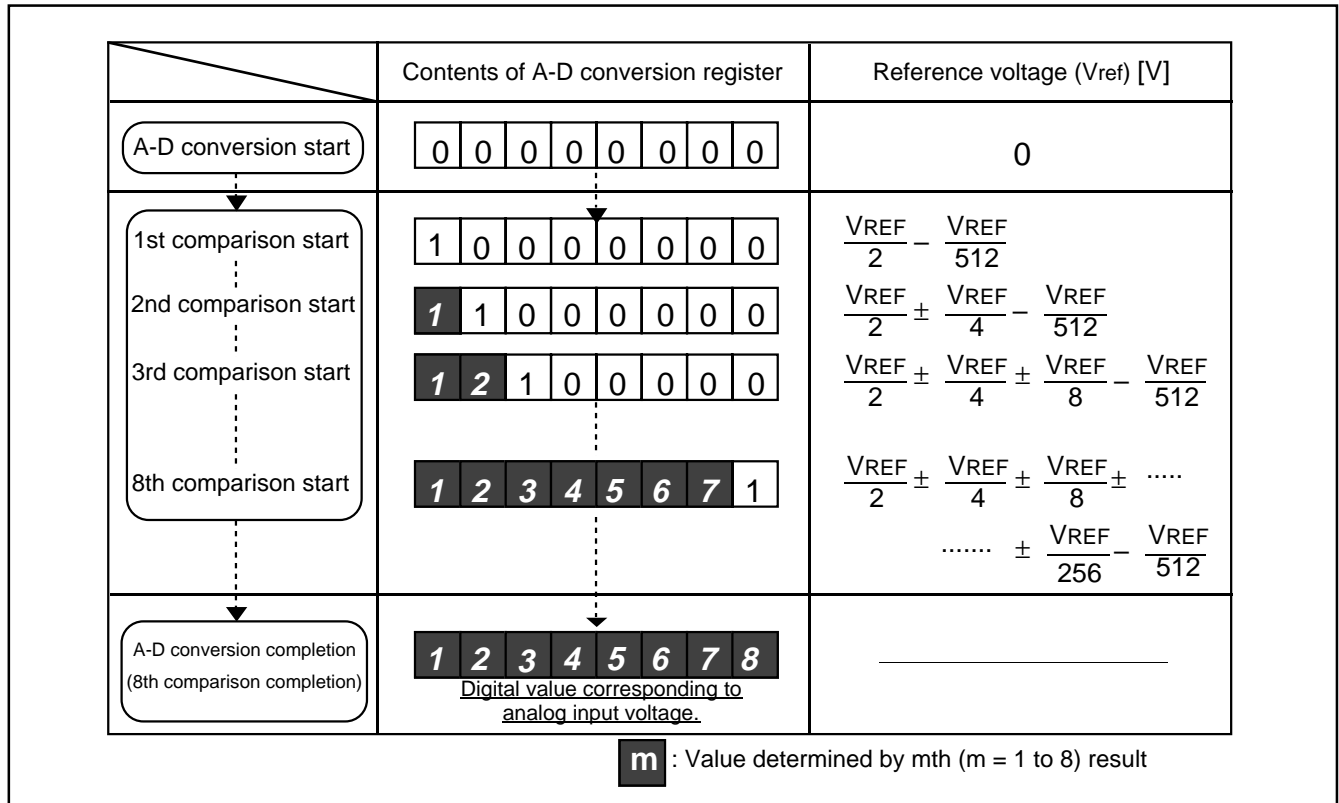 Contents of A-D conversion register
Reference voltage (Vref) [V]
A-D conversion start
0 0 0 0 0 0 0 0
0
1st comparison start
1 0 0 0 0 0 0 0
VREF/2 – VREF/512
2nd comparison start
1 1 0 0 0 0 0 0
VREF/2 ± VREF/4 – VREF/512
3rd comparison start
1 2 1 0 0 0 0 0
VREF/2 ± VREF/4 ± VREF/8 – VREF/512
8th comparison start
1 2 3 4 5 6 7 1
VREF/2 ± VREF/4 ± VREF/8 ± .....
....... ± VREF/256 – VREF/512
A-D conversion completion
(8th comparison completion)
1 2 3 4 5 6 7 8
Digital value corresponding to
analog input voltage.
m : Value determined by mth (m = 1 to 8) result